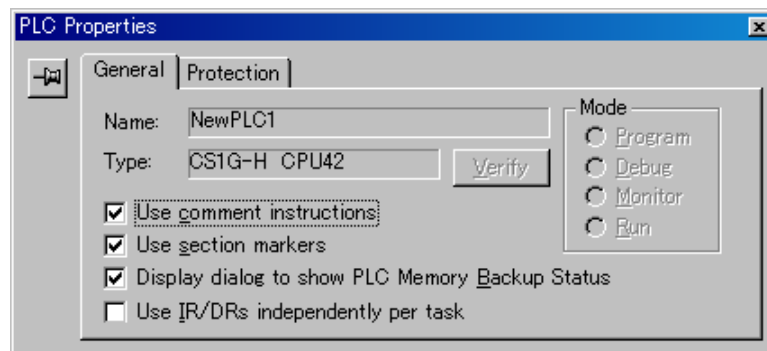 PLC Properties
General Protection
Name: NewPLC1
Type: CS1G-H CPU42 Verify
Mode
Program
Debug
Monitor
Run
Use comment instructions
Use section markers
Display dialog to show PLC Memory Backup Status
Use IR/DRs independently per task